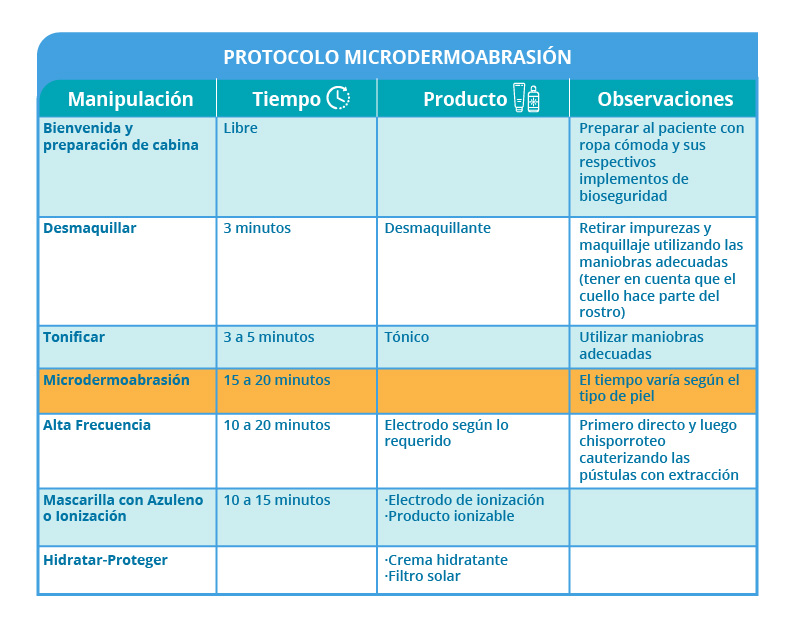 PROTOCOLO MICRODERMOABRASIÓN
Manipulación Tiempo Producto Observaciones
Bienvenida y
preparación de cabina
Libre
Preparar al paciente con
ropa cómoda y sus
respectivos
implementos de
bioseguridad
Desmaquillar
3 minutos
Desmaquillante
Retirar impurezas y
maquillaje utilizando las
maniobras adecuadas
(tener en cuenta que el
cuello hace parte del
rostro)
Tonificar
3 a 5 minutos
Tónico
Utilizar maniobras
adecuadas
Microdermoabrasión
15 a 20 minutos
El tiempo varía según el
tipo de piel
Alta Frecuencia
10 a 20 minutos
Electrodo según lo
requerido
Primero directo y luego
chisporroteo
cauterizando las
pústulas con extracción
Mascarilla con Azuleno
o Ionización
10 a 15 minutos
·Electrodo de ionización
·Producto ionizable
Hidratar-Proteger
·Crema hidratante
·Filtro solar